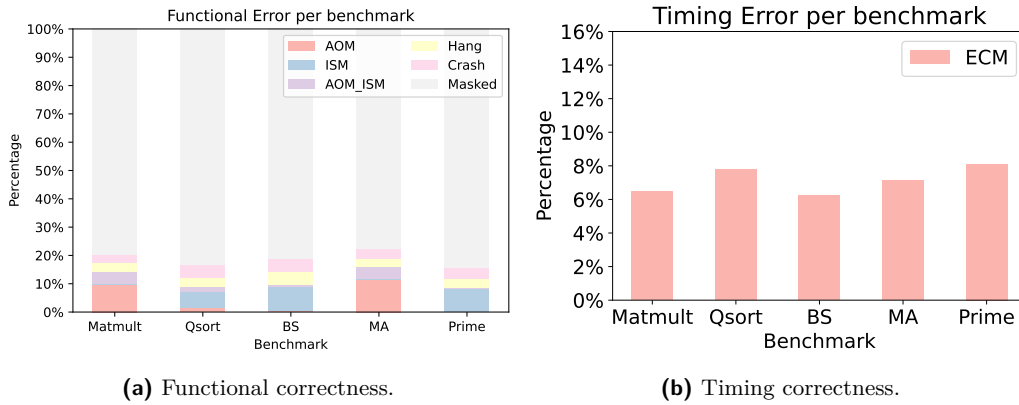 Functional Error per benchmark
100%
90%
80%
70%
60%
50%
40%
30%
20%
10%
0%
Percentage
AOM
ISM
AOM_ISM
Hang
Crash
Masked
Matmult Qsort BS MA Prime
Benchmark
(a) Functional correctness.
Timing Error per benchmark
16%
14%
12%
10%
8%
6%
4%
2%
0%
Percentage
ECM
Matmult Qsort BS MA Prime
Benchmark
(b) Timing correctness.